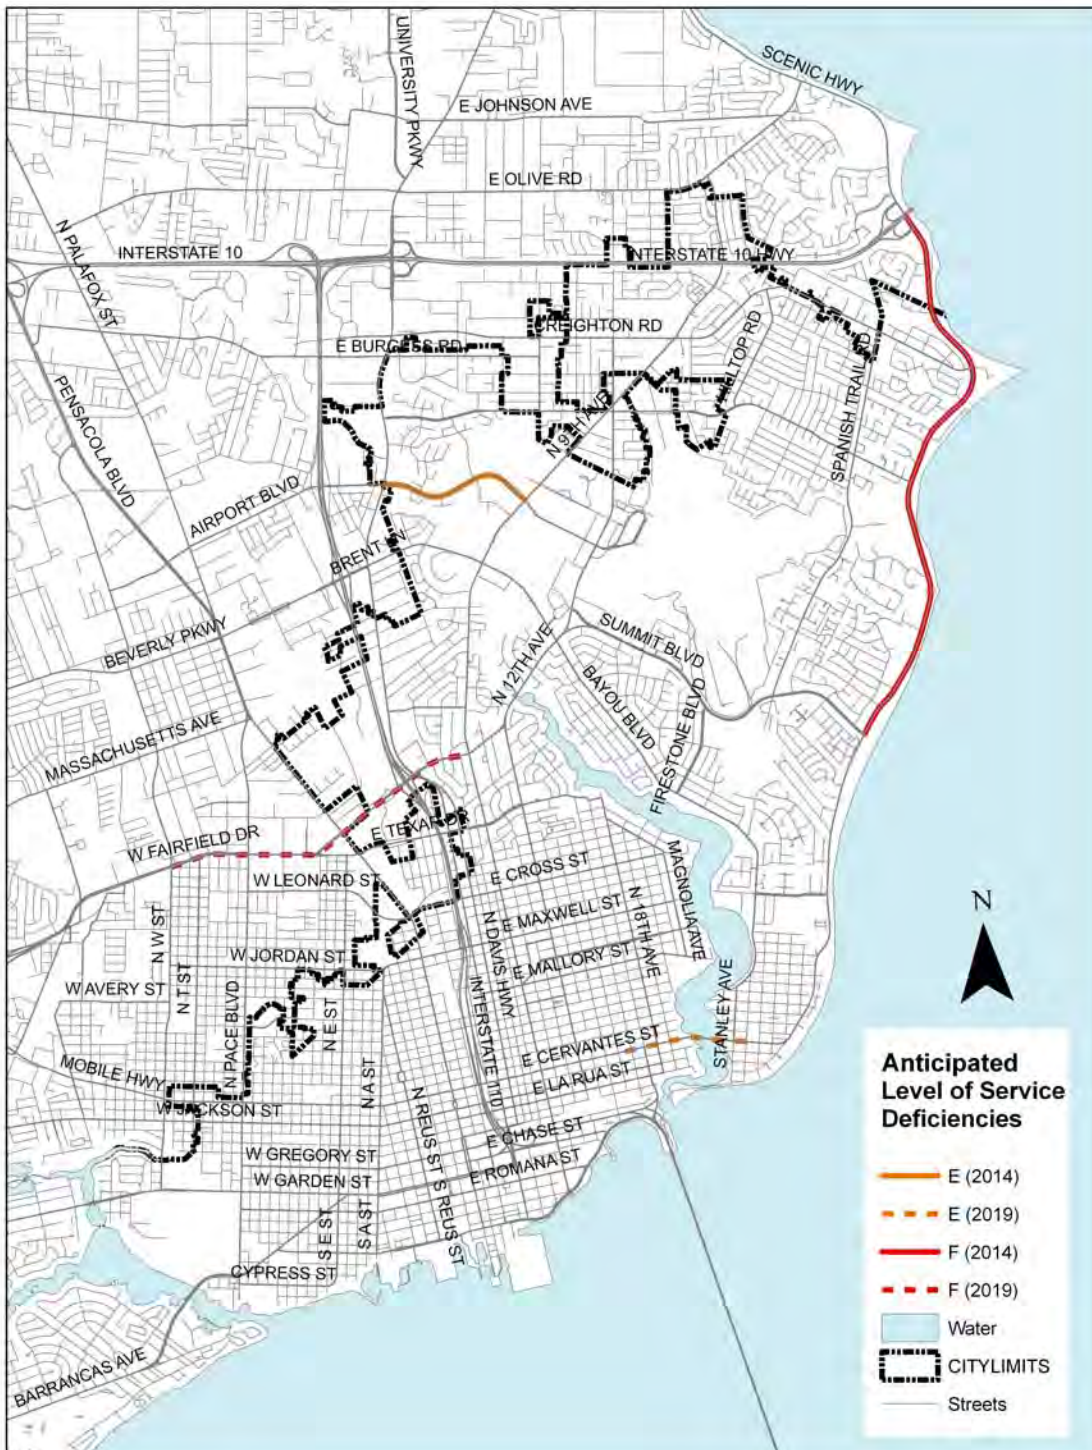 SCENIC HWY
UNIVERSITY PKWY
E JOHNSON AVE
E OLIVE RD
N PALAFOX ST
INTERSTATE 10
INTERSTATE 10 HWY
CREIGHTON RD
E BURGESS RD
HILLTOP RD
SPANISH TRAIL RD
PENSACOLA BLVD
N 9TH AVE
AIRPORT BLVD
BRENT LN
BEVERLY PKWY
SUMMIT BLVD
N 12TH AVE
BAYOU BLVD
FIRESTONE BLVD
MASSACHUSETTS AVE
W FAIRFIELD DR
E TEXAR DR
W LEONARD ST
E CROSS ST
MAGNOLIA AVE
E MAXWELL ST
N 18TH AVE
N W ST
N DAVIS HWY
W JORDAN ST
E MALLORY ST
W AVERY ST
N T ST
N PACE BLVD
N E ST
INTERSTATE 110
STANLEY AVE
N
E CERVANTES ST
MOBILE HWY
N A ST
E LA RUA ST
W JACKSON ST
N REUS ST
E CHASE ST
W GREGORY ST
E ROMANA ST
W GARDEN ST
S REUS ST
S E ST
S A ST
CYPRESS ST
BARRANCAS AVE
Anticipated
Level of Service
Deficiencies
E (2014)
E (2019)
F (2014)
F (2019)
Water
CITYLIMITS
Streets